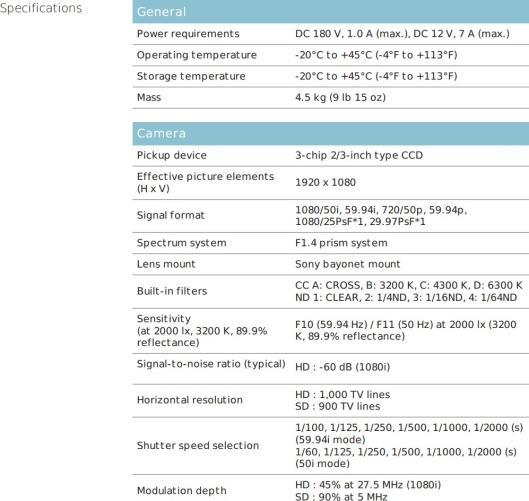 Specifications
General
Power requirements DC 180 V, 1.0 A (max.), DC 12 V, 7 A (max.)
Operating temperature -20°C to +45°C (-4°F to +113°F)
Storage temperature -20°C to +45°C (-4°F to +113°F)
Mass 4.5 kg (9 lb 15 oz)
Camera
Pickup device 3-chip 2/3-inch type CCD
Effective picture elements
(H x V) 1920 x 1080
Signal format 1080/50i, 59.94i, 720/50p, 59.94p,
1080/25PsF*1, 29.97PsF*1
Spectrum system F1.4 prism system
Lens mount Sony bayonet mount
Built-in filters CC A: CROSS, B: 3200 K, C: 4300 K, D: 6300 K
ND 1: CLEAR, 2: 1/4ND, 3: 1/16ND, 4: 1/64ND
Sensitivity
(at 2000 lx, 3200 K, 89.9%
reflectance) F10 (59.94 Hz) / F11 (50 Hz) at 2000 lx (3200
K, 89.9% reflectance)
Signal-to-noise ratio (typical) HD : -60 dB (1080i)
Horizontal resolution HD : 1,000 TV lines
SD : 900 TV lines
Shutter speed selection 1/100, 1/125, 1/250, 1/500, 1/1000, 1/2000 (s)
(59.94i mode)
1/60, 1/125, 1/250, 1/500, 1/1000, 1/2000 (s)
(50i mode)
Modulation depth HD : 45% at 27.5 MHz (1080i)
SD : 90% at 5 MHz